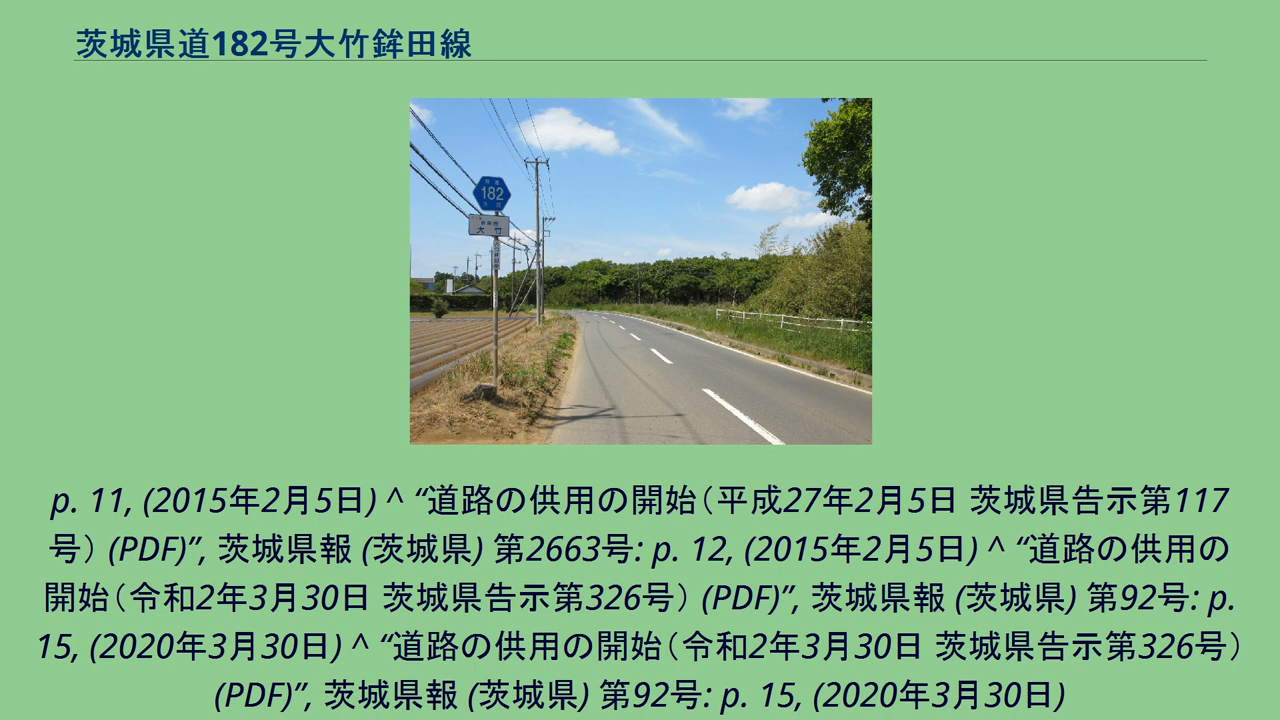 茨城県道182号大竹鉾田線
182
大竹
p. 11, (2015年2月5日) ^ “道路の供用の開始（平成27年2月5日 茨城県告示第117
号） (PDF)”, 茨城県報 (茨城県) 第2663号: p. 12, (2015年2月5日) ^ “道路の供用の
開始（令和2年3月30日 茨城県告示第326号） (PDF)”, 茨城県報 (茨城県) 第92号: p.
15, (2020年3月30日) ^ “道路の供用の開始（令和2年3月30日 茨城県告示第326号）
(PDF)”, 茨城県報 (茨城県) 第92号: p. 15, (2020年3月30日)